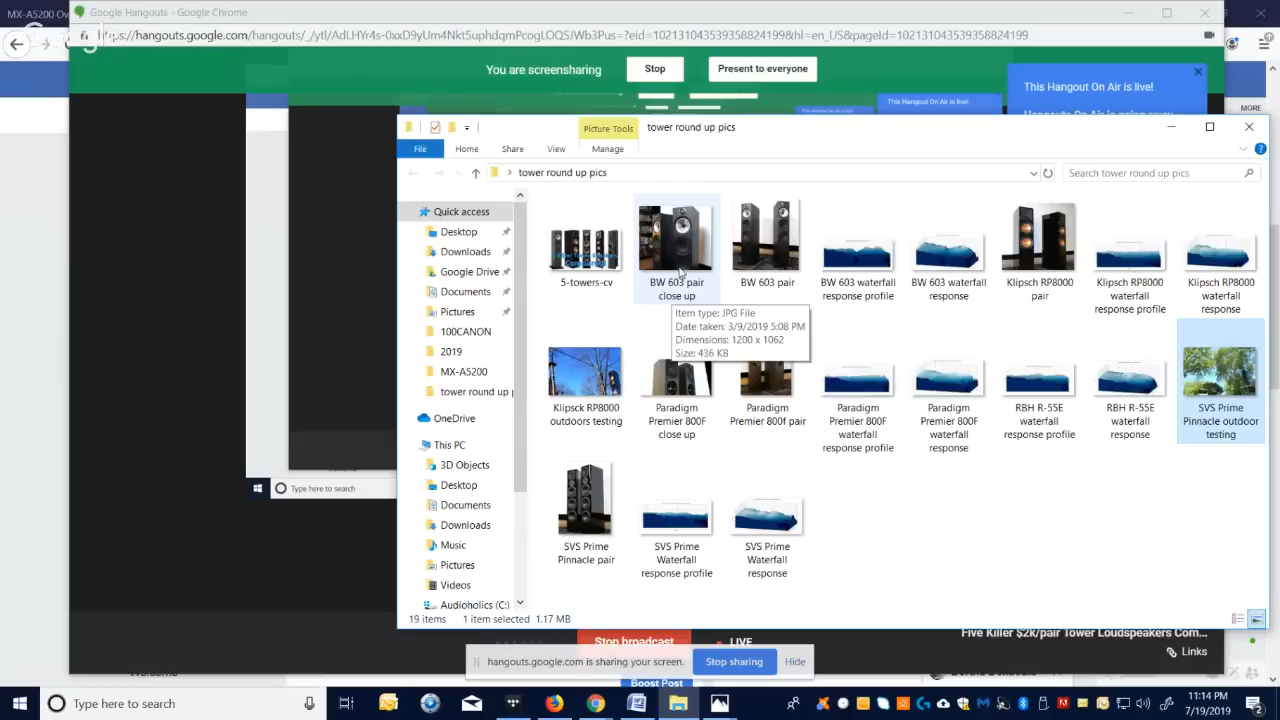 MX-A5200 Ov
Google Hangouts - Google Chrome
https://hangouts.google.com/hangouts/_/ytl/AdLHY4s-0xxD9yUm4Nkt5uphdqmPcogLOQSJWb3Pus=?eid=102131043539358824199&hl=en_US&pageId=102131043539358824199
You are screensharing
Stop
Present to everyone
This Hangout On Air is live!
This Hangout On Air is live!
MORE
Picture Tools
tower round up pics
File
Home
Share
View
Manage
tower round up pics
Search tower round up pics
Quick access
Desktop
Downloads
Google Drive
Documents
Pictures
100CANON
2019
MX-A5200
tower round up p
OneDrive
This PC
3D Objects
Desktop
Documents
Downloads
Music
Pictures
Videos
Audioholics (C:)
5-towers-cv
BW 603 pair
close up
BW 603 pair
BW 603 waterfall
response profile
BW 603 waterfall
response
Klipsch RP8000
pair
Klipsch RP8000
waterfall
response profile
Klipsch RP8000
waterfall
response
Item type: JPG File
Date taken: 3/9/2019 5:08 PM
Dimensions: 1200 x 1062
Size: 436 KB
Klipsck RP8000
outdoors testing
Paradigm
Premier 800F
close up
Paradigm
Premier 800f pair
Paradigm
Premier 800F
waterfall
response profile
Paradigm
Premier 800F
waterfall
response
RBH R-55E
waterfall
response profile
RBH R-55E
waterfall
response
SVS Prime
Pinnacle outdoor
testing
SVS Prime
Pinnacle pair
SVS Prime
Waterfall
response profile
SVS Prime
Waterfall
response
19 items
1 item selected
1.17 MB
Type here to search
Stop broadcast
LIVE
Five Killer $2k/pair Tower Loudspeakers Com...
Links
hangouts.google.com is sharing your screen.
Stop sharing
Hide
Boost Post
Type here to search
11:14 PM
7/19/2019
2